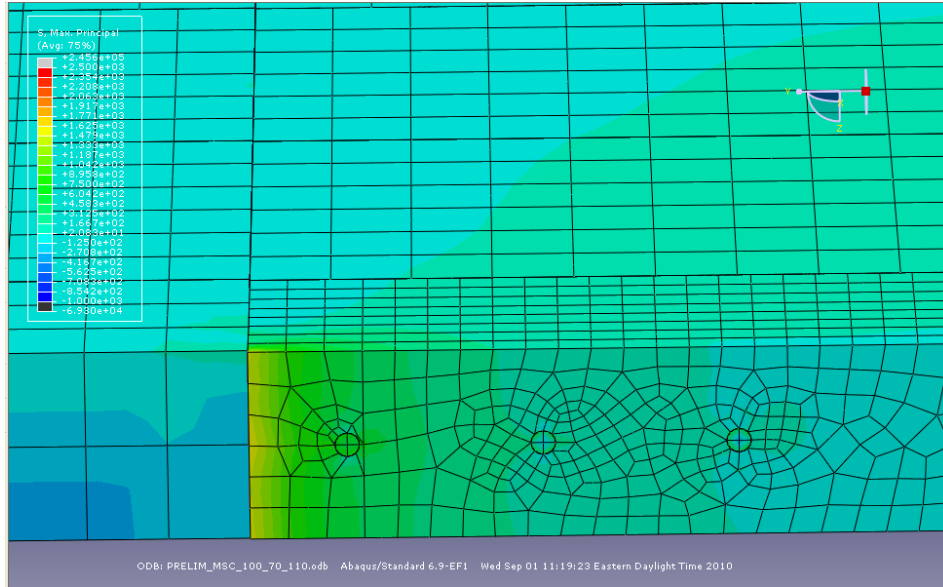 S, Max. Principal
(Avg: 75%)
+2.456e+05
+2.500e+03
+2.354e+03
+2.208e+03
+2.063e+03
+1.917e+03
+1.771e+03
+1.625e+03
+1.479e+03
+1.333e+03
+1.187e+03
+1.042e+03
+8.958e+02
+7.500e+02
+6.042e+02
+4.583e+02
+3.125e+02
+1.667e+02
+2.083e+01
-1.250e+02
-2.708e+02
-4.167e+02
-5.625e+02
-7.083e+02
-8.542e+02
-1.000e+03
-6.930e+04
Y
Z
ODB: PRELIM_MSC_100_70_110.odb Abaqus/Standard 6.9-EF1 Wed Sep 01 11:19:23 Eastern Daylight Time 2010